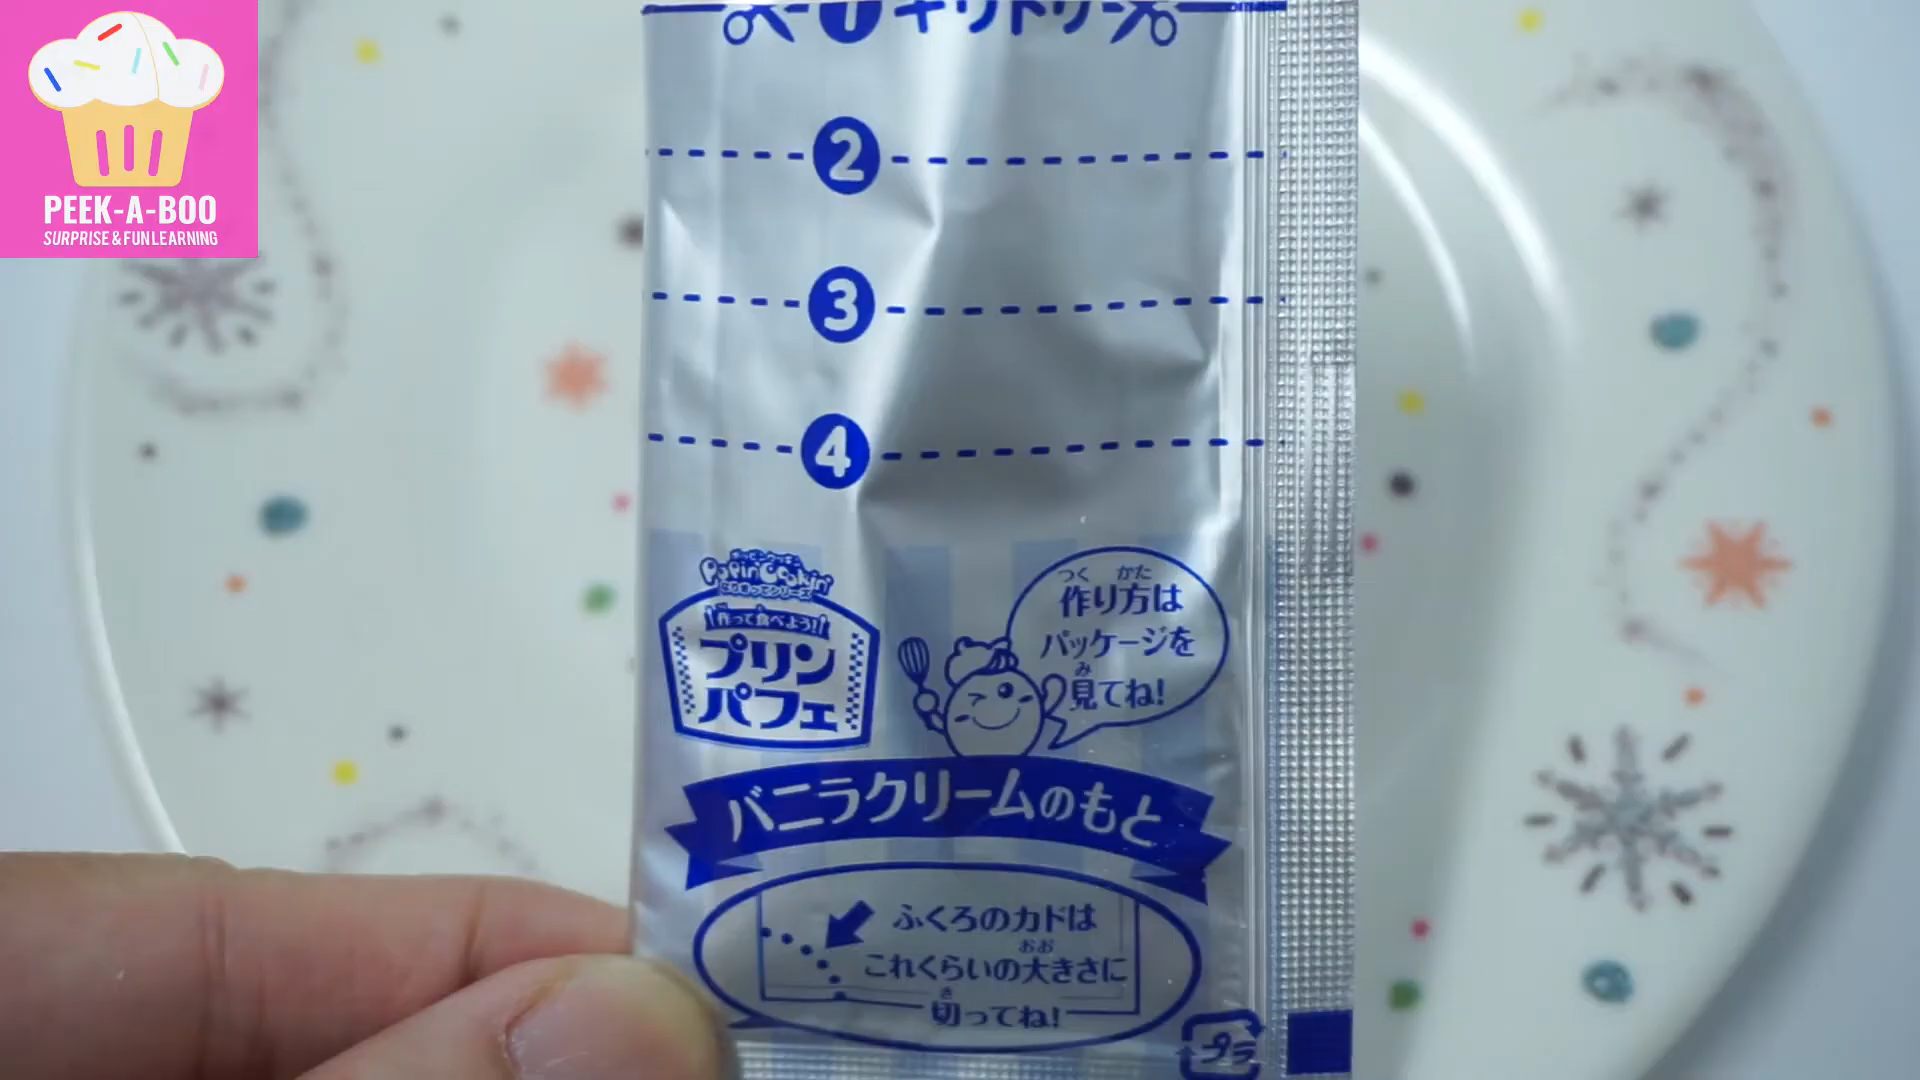 1 キリトリ
2
3
4
ポッピンクッキン
Popin'Cookin'
作って食べよう!
プリン
パフェ
つく かた
作り方は
パッケージを
み
見てね!
バニラクリームのもと
ふくろのカドは
おお
これくらいの大きさに
き
切ってね!
プラ
PEEK-A-BOO
SURPRISE & FUN LEARNING